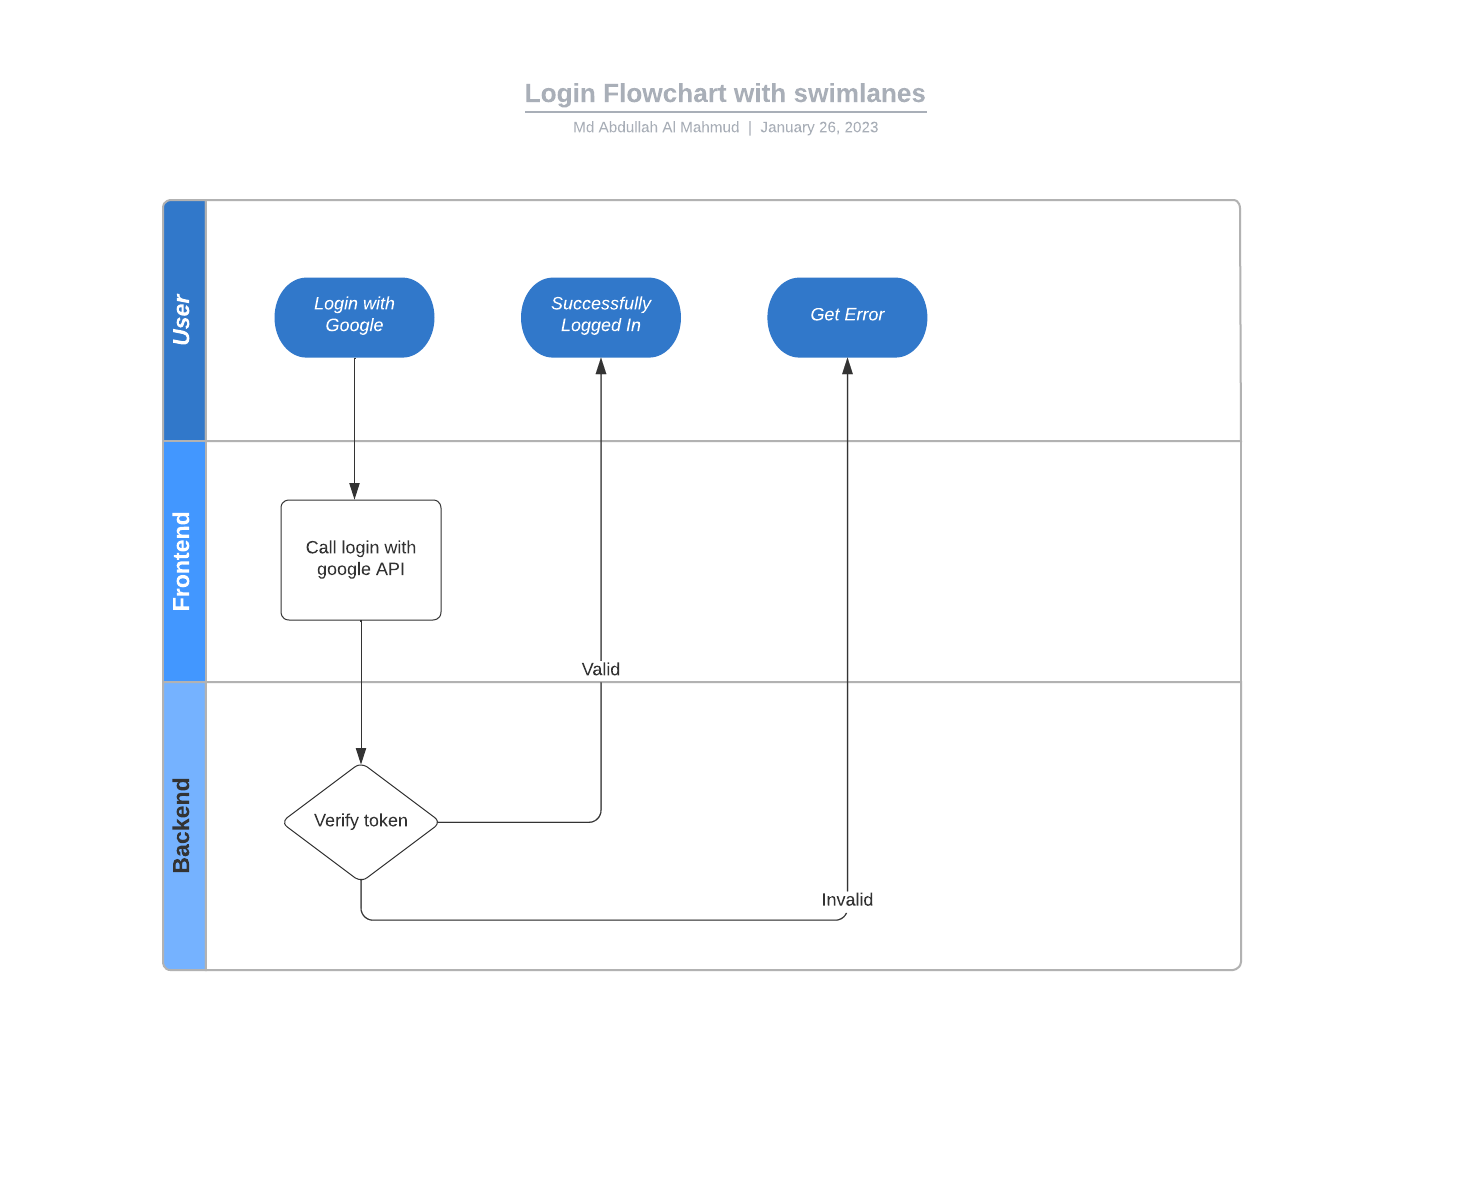 Login Flowchart with swimlanes
Md Abdullah Al Mahmud | January 26, 2023
User
Login with
Google
Successfully
Logged In
Get Error
Frontend
Call login with
google API
Valid
Backend
Verify token
Invalid